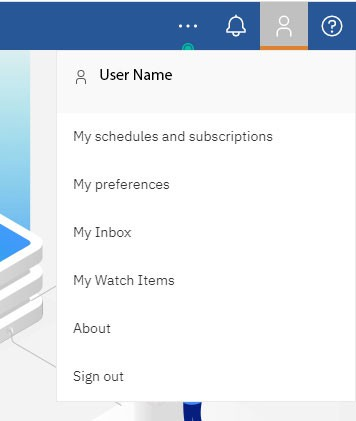 User Name
My schedules and subscriptions
My preferences
My Inbox
My Watch Items
About
Sign out